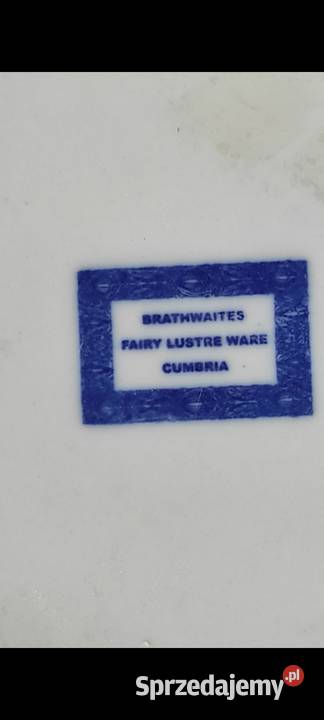 BRATHWAITES
FAIRY LUSTRE WARE
CUMBRIA
Sprzedajemy.pl